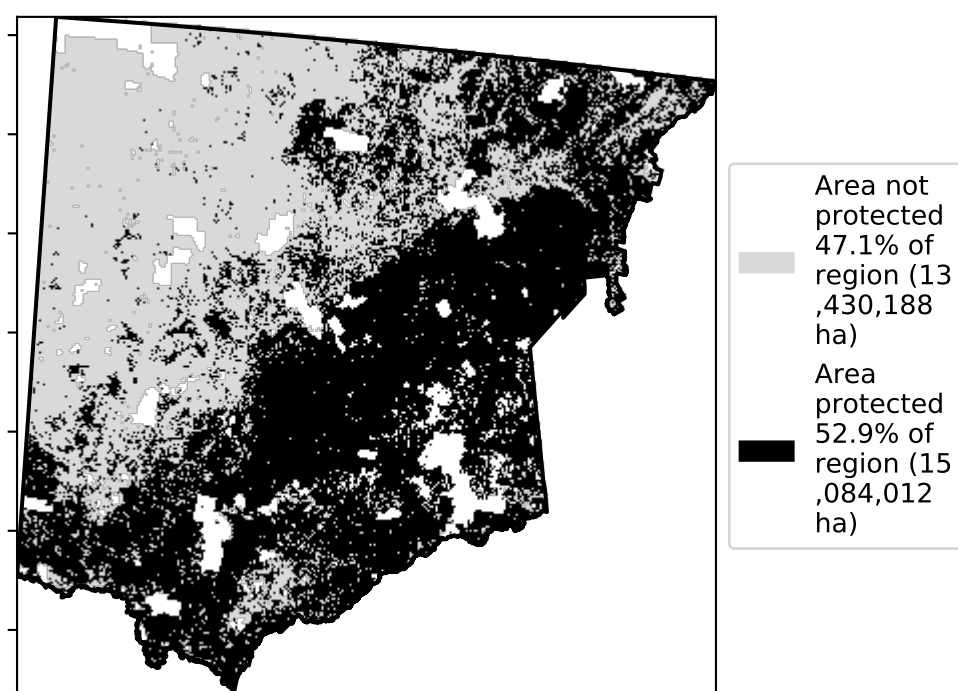 Area not
protected
47.1% of
region (13
,430,188
ha)
Area
protected
52.9% of
region (15
,084,012
ha)